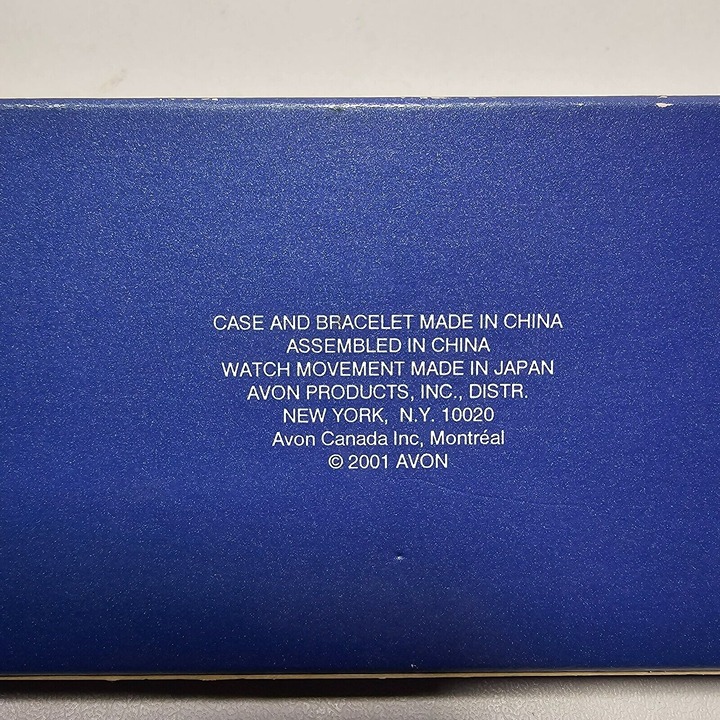 CASE AND BRACELET MADE IN CHINA
ASSEMBLED IN CHINA
WATCH MOVEMENT MADE IN JAPAN
AVON PRODUCTS, INC., DISTR.
NEW YORK, N.Y. 10020
Avon Canada Inc, Montréal
© 2001 AVON